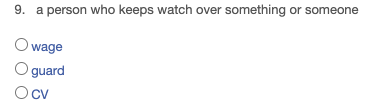 9. a person who keeps watch over something or someone
wage
guard
CV